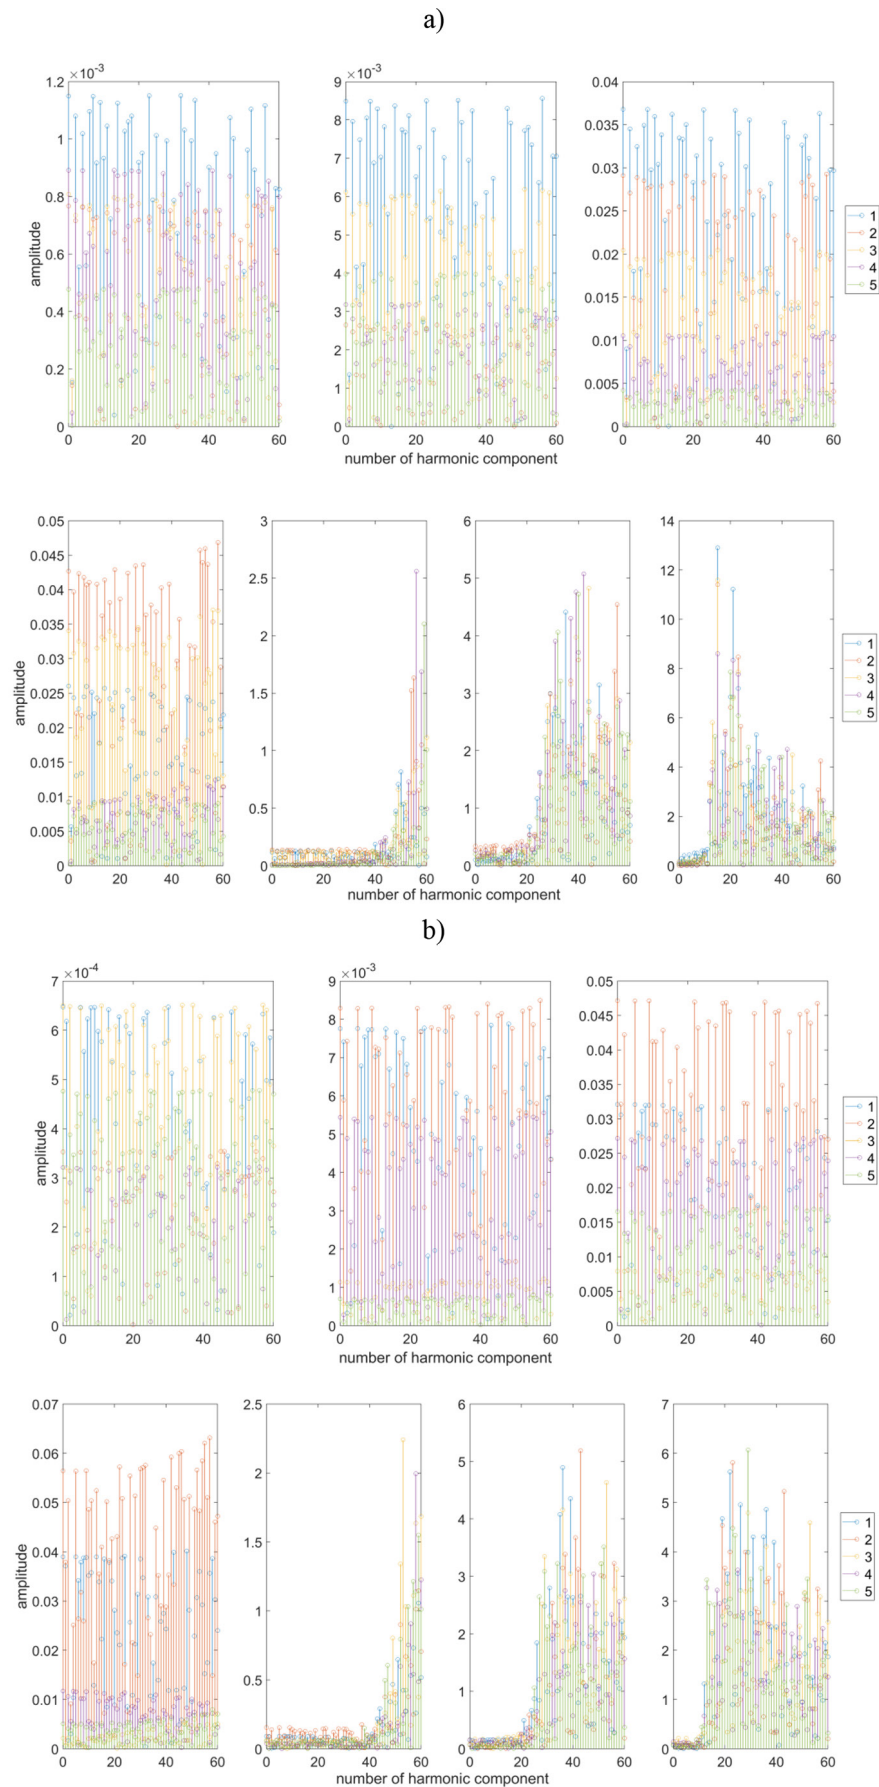 a)
×10-3 ×10-3
1.2 9 0.04
8 0.035
1
7 0.03
0.8 6 0.025
5 0.02 1
0.6 2
4 3
0.015 4
0.4 3 5
0.01
2
0.2
1 0.005
0 0 0
amplitude
0 20 40 60 0 20 40 60 0 20 40 60
number of harmonic component
0.05 3 6 14
0.045
12
0.04 2.5 5
0.035 10
2 4
0.03
8 1
0.025 1.5 3 2
6 3
0.02 4
5
0.015 1 2
4
0.01 0.5 1
2
0.005
0 0 0 0
amplitude
0 20 40 60 0 20 40 60 0 20 40 60 0 20 40 60
number of harmonic component
b)
×10-4 ×10-3
7 9 0.05
8 0.045
6
7 0.04
5 0.035
6
0.03
4 5 1
0.025 2
3 4 3
0.02 4
3 5
2 0.015
2 0.01
1
1 0.005
0 0 0
amplitude
0 20 40 60 0 20 40 60 0 20 40 60
number of harmonic component
0.07 2.5 6 7
0.06 6
2 5
0.05 5
4
0.04 1.5 4 1
3 2
0.03 3 3
1 4
2 5
0.02 2
0.5
0.01 1 1
0 0 0 0
amplitude
0 20 40 60 0 20 40 60 0 20 40 60 0 20 40 60
number of harmonic component